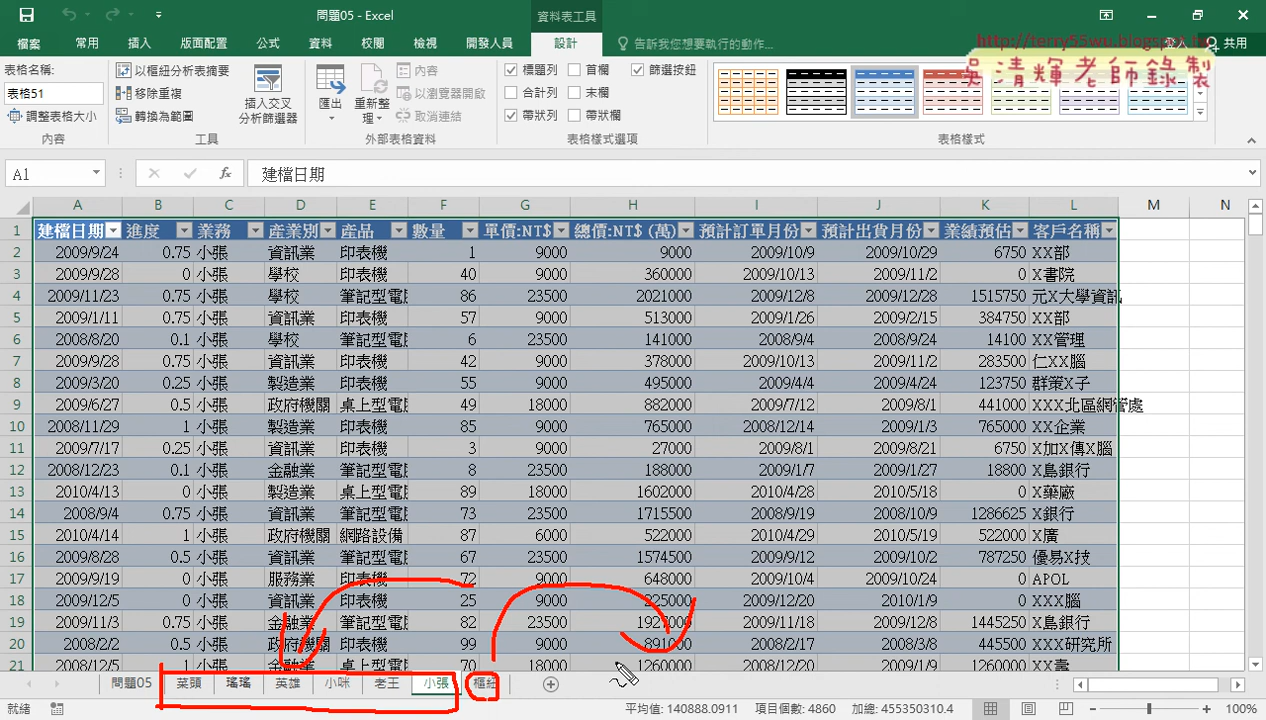 問題05 - Excel
資料表工具
檔案 常用 插入 版面配置 公式 資料 校閱 檢視 開發人員 設計 告訴我您想要執行的動作... 登入 共用
http://terry55wu.blogspot.tw
吳清輝老師錄製
表格名稱:
表格51
調整表格大小
內容
以樞紐分析表摘要
移除重複
轉換為範圍
插入交叉
分析篩選器
工具
匯出
重新整理
內容
以瀏覽器開啟
取消連結
外部表格資料
標題列 首欄 篩選按鈕
合計列 末欄
帶狀列 帶狀欄
表格樣式選項
表格樣式
A1 fx 建檔日期
A B C D E F G H I J K L M N
1 建檔日期 進度 業務 產業別 產品 數量 單價:NT$ 總價:NT$ (萬) 預計訂單月份 預計出貨月份 業績預估 客戶名稱
2 2009/9/24 0.75 小張 資訊業 印表機 1 9000 9000 2009/10/9 2009/10/29 6750 XX部
3 2009/9/28 0 小張 學校 印表機 40 9000 360000 2009/10/13 2009/11/2 0 X書院
4 2009/11/23 0.75 小張 學校 筆記型電腦 86 23500 2021000 2009/12/8 2009/12/28 1515750 元X大學資訊
5 2009/1/11 0.75 小張 資訊業 印表機 57 9000 513000 2009/1/26 2009/2/15 384750 XX部
6 2008/8/20 0.1 小張 學校 筆記型電腦 6 23500 141000 2008/9/4 2008/9/24 14100 XX管理
7 2009/9/28 0.75 小張 資訊業 印表機 42 9000 378000 2009/10/13 2009/11/2 283500 仁XX腦
8 2009/3/20 0.25 小張 製造業 印表機 55 9000 495000 2009/4/4 2009/4/24 123750 群策X子
9 2009/6/27 0.5 小張 政府機關 桌上型電腦 49 18000 882000 2009/7/12 2009/8/1 441000 XXX北區網管處
10 2008/11/29 1 小張 製造業 印表機 85 9000 765000 2008/12/14 2009/1/3 765000 XX企業
11 2009/7/17 0.25 小張 資訊業 印表機 3 9000 27000 2009/8/1 2009/8/21 6750 X加X傳X腦
12 2008/12/23 0.1 小張 金融業 筆記型電腦 8 23500 188000 2009/1/7 2009/1/27 18800 X島銀行
13 2010/4/13 0 小張 製造業 桌上型電腦 89 18000 1602000 2010/4/28 2010/5/18 0 X藥廠
14 2008/9/4 0.75 小張 資訊業 筆記型電腦 73 23500 1715500 2008/9/19 2008/10/9 1286625 X銀行
15 2010/4/14 1 小張 政府機關 網路設備 87 6000 522000 2010/4/29 2010/5/19 522000 X廣
16 2009/8/28 0.5 小張 資訊業 筆記型電腦 67 23500 1574500 2009/9/12 2009/10/2 787250 優易X技
17 2009/9/19 0 小張 服務業 印表機 72 9000 648000 2009/10/4 2009/10/24 0 APOL
18 2009/12/5 0 小張 資訊業 印表機 25 9000 225000 2009/12/20 2010/1/9 0 XXX腦
19 2009/11/3 0.75 小張 金融業 筆記型電腦 82 23500 1927000 2009/11/18 2009/12/8 1445250 X島銀行
20 2008/2/2 0.5 小張 政府機關 印表機 99 9000 891000 2008/2/17 2008/3/8 445500 XXX研究所
21 2008/12/5 1 小張 金融業 桌上型電腦 70 18000 1260000 2008/12/20 2009/1/9 1260000 XX壽
問題05 菜頭 瑤瑤 英雄 小咪 老王 小張 樞紐
就緒 平均值: 140888.0911 項目個數: 4860 加總: 455350310.4 100%